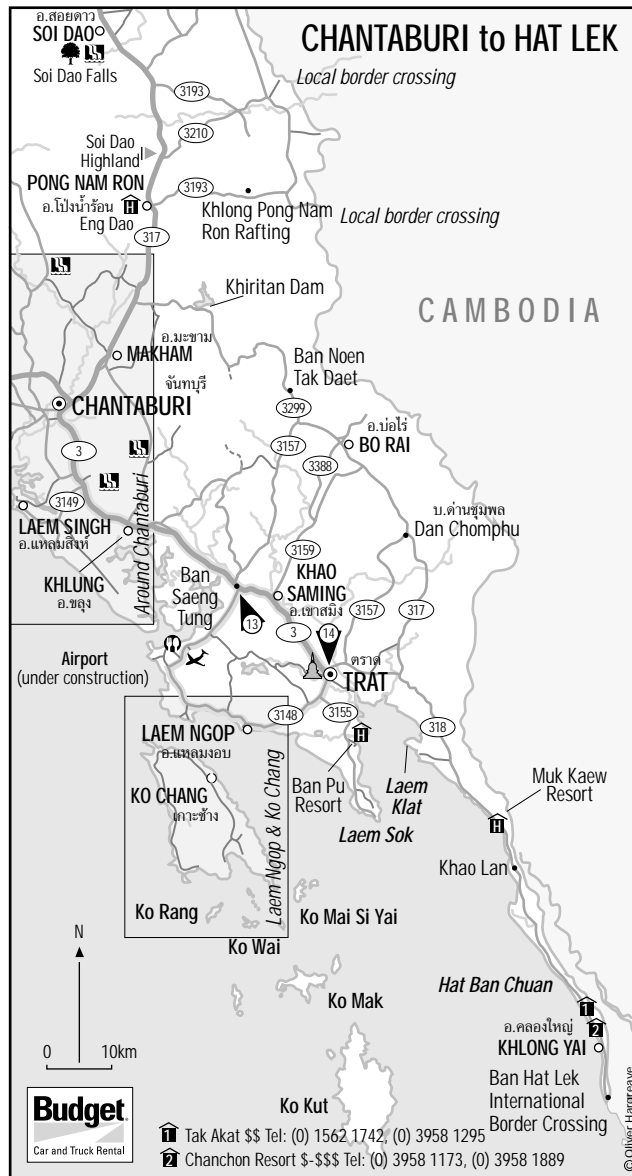 CHANTABURI to HAT LEK
อ.สอยดาว
SOI DAO
Soi Dao Falls
Local border crossing
3193
3210
Soi Dao
Highland
PONG NAM RON
อ.โป่งน้ำร้อน
Eng Dao
H
3193
Khlong Pong Nam
Ron Rafting
Local border crossing
317
Khiritan Dam
CAMBODIA
อ.มะขาม
MAKHAM
จันทบุรี
CHANTABURI
Ban Noen
Tak Daet
3299
อ.บ่อไร่
BO RAI
3157
3388
3
3149
LAEM SINGH
อ.แหลมสิงห์
KHLUNG
อ.ขลุง
Around Chantaburi
บ.ด่านชุมพล
Dan Chomphu
3159
KHAO
SAMING
อ.เขาสมิง
Ban
Saeng
Tung
13
3
14
3157
317
Airport
(under construction)
ตราด
TRAT
3148
3155
318
LAEM NGOP
อ.แหลมงอบ
KO CHANG
เกาะช้าง
Laem Ngop & Ko Chang
H
Ban Pu
Resort
Laem
Klat
Laem Sok
Muk Kaew
Resort
H
Khao Lan
Ko Rang
Ko Mai Si Yai
Ko Wai
N
Ko Mak
Hat Ban Chuan
1
อ.คลองใหญ่
2
KHLONG YAI
0 10km
Ban Hat Lek
International
Border Crossing
Ko Kut
Budget
Car and Truck Rental
1 Tak Akat $$ Tel: (0) 1562 1742, (0) 3958 1295
2 Chanchon Resort $-$$$ Tel: (0) 3958 1173, (0) 3958 1889
© Oliver Hargreave